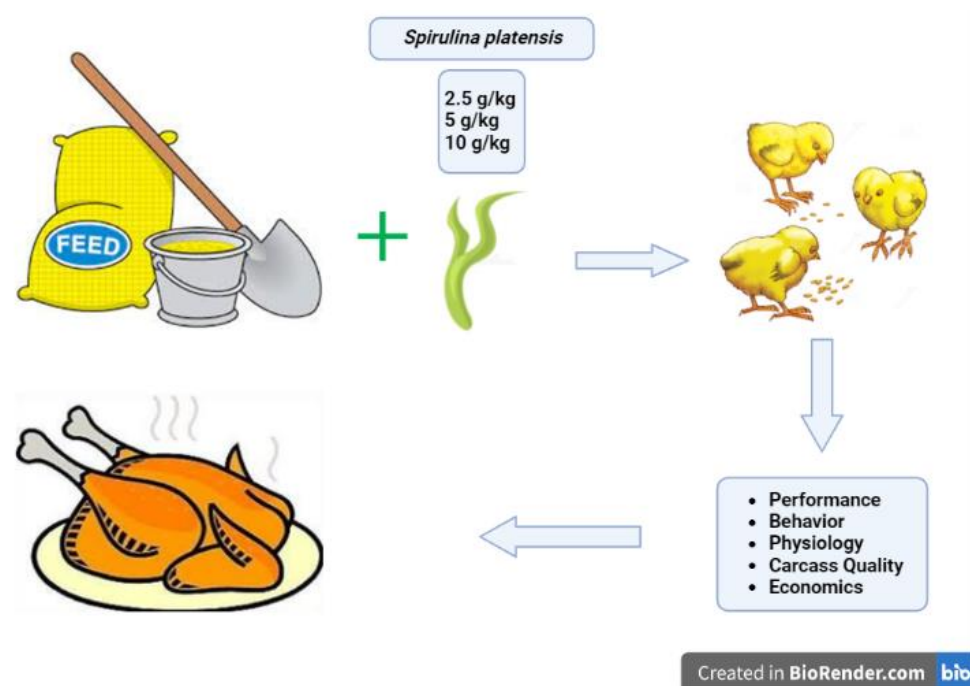 Spirulina platensis
2.5 g/kg
5 g/kg
10 g/kg
FEED
• Performance
• Behavior
• Physiology
• Carcass Quality
• Economics
Created in BioRender.com bio